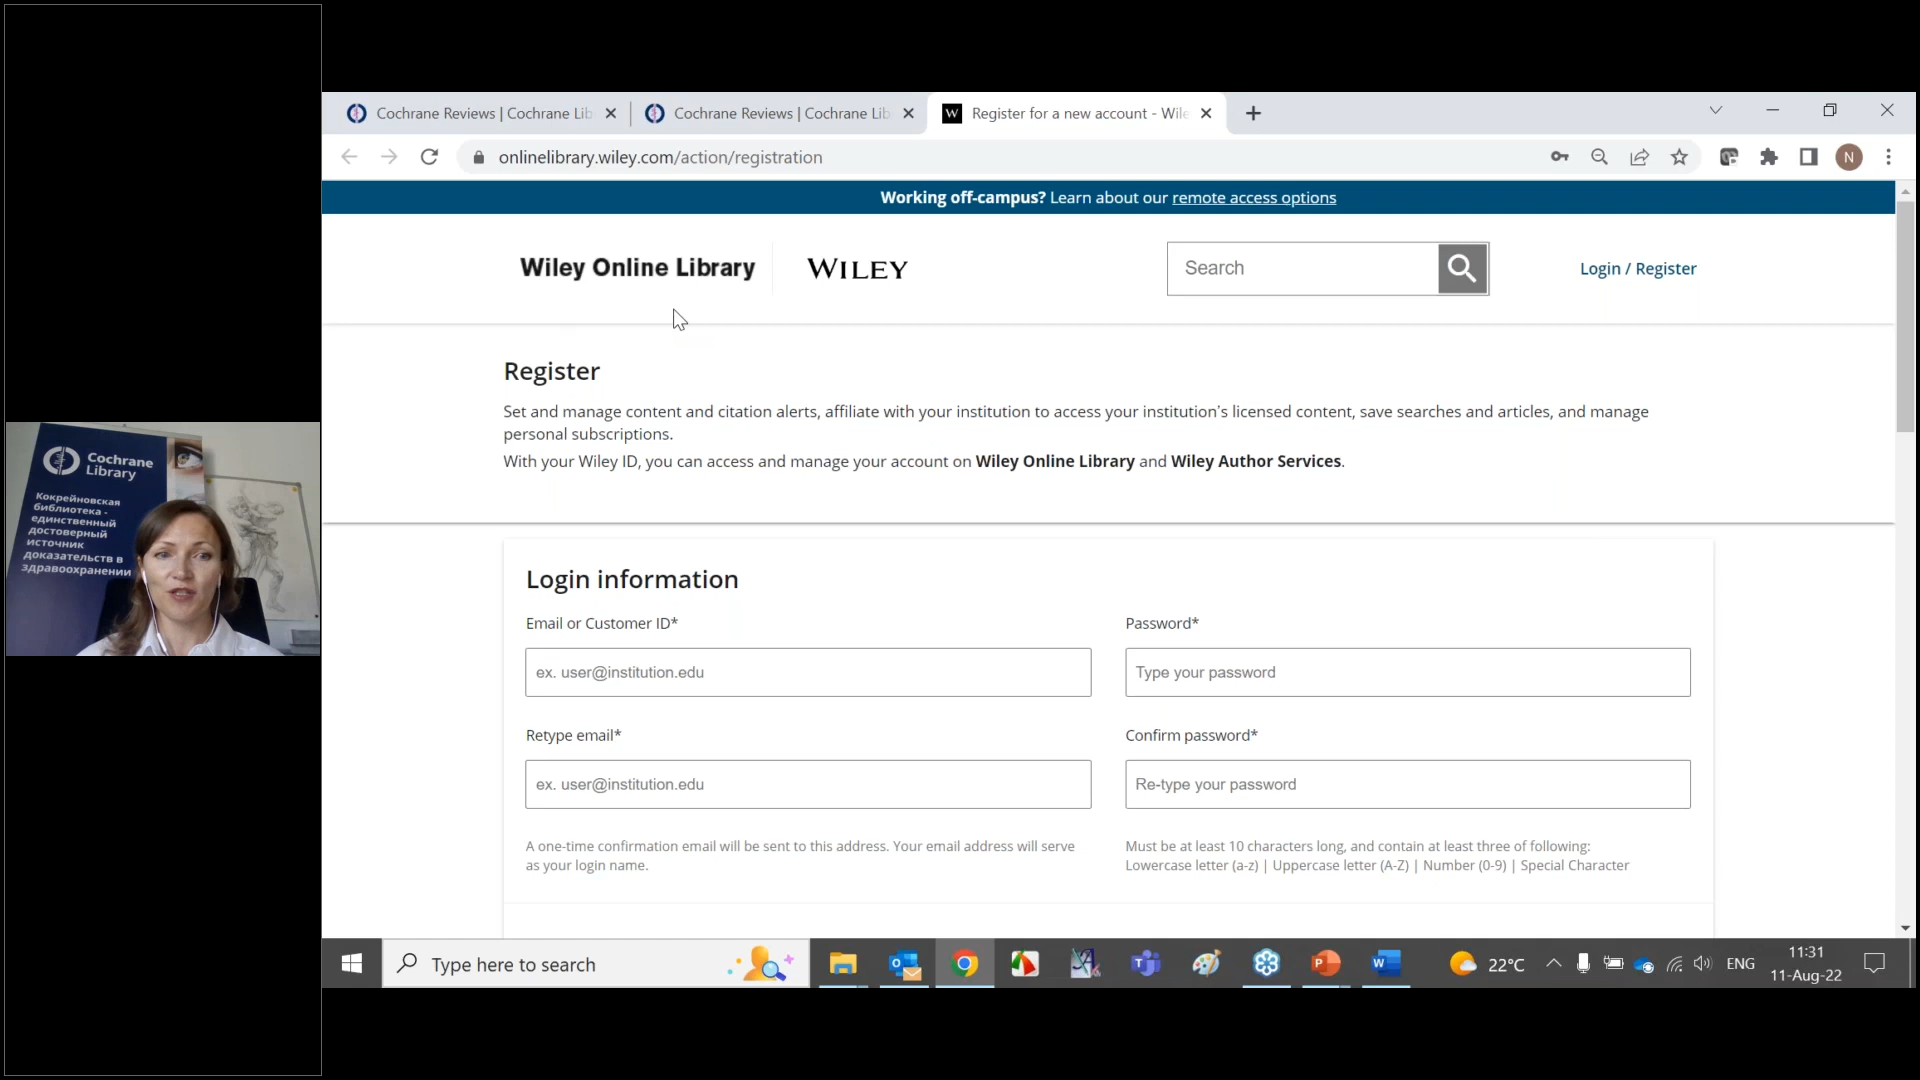 Cochrane Reviews | Cochrane Lib
Cochrane Reviews | Cochrane Lib
Register for a new account - Wile
onlinelibrary.wiley.com/action/registration
N
Working off-campus? Learn about our remote access options
Wiley Online Library
WILEY
Search
Login / Register
Register
Set and manage content and citation alerts, affiliate with your institution to access your institution's licensed content, save searches and articles, and manage
personal subscriptions.
With your Wiley ID, you can access and manage your account on Wiley Online Library and Wiley Author Services.
Cochrane
Library
Кокрейновская
библиотека -
единственный
достоверный
источник
доказательств в
здравоохранении
Login information
Email or Customer ID*
Password*
ex. user@institution.edu
Type your password
Retype email*
Confirm password*
ex. user@institution.edu
Re-type your password
A one-time confirmation email will be sent to this address. Your email address will serve
as your login name.
Must be at least 10 characters long, and contain at least three of following:
Lowercase letter (a-z) | Uppercase letter (A-Z) | Number (0-9) | Special Character
Type here to search
22°C
ENG
11:31
11-Aug-22